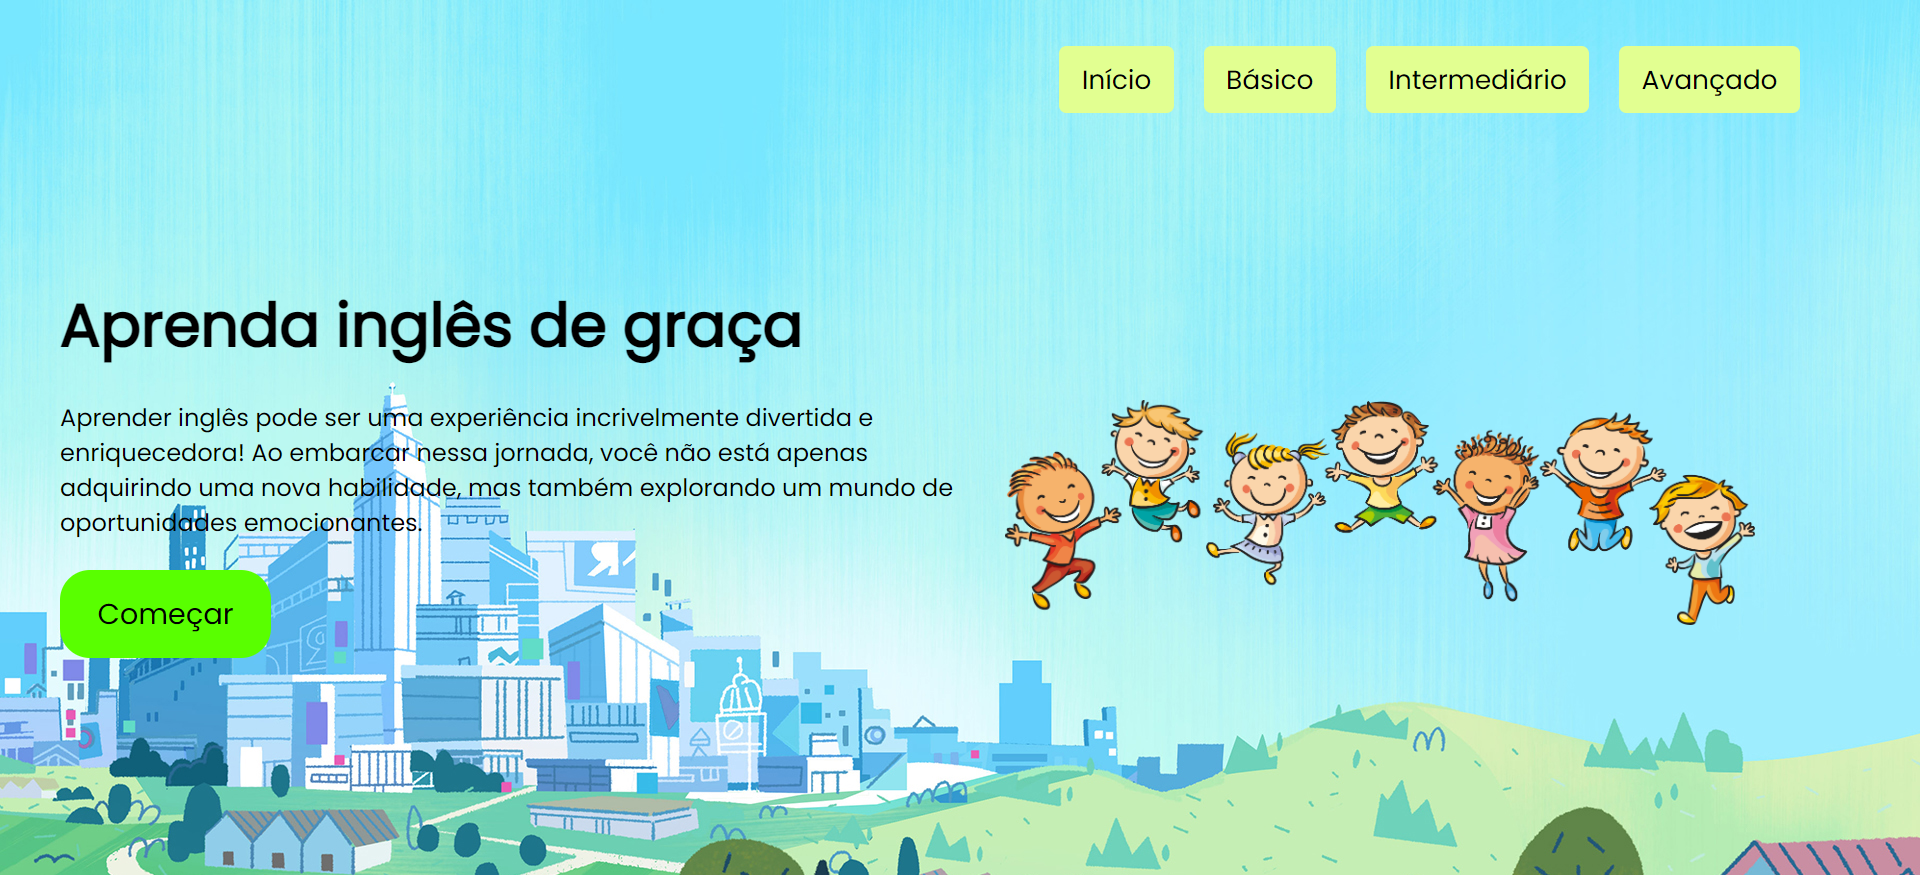 Início
Básico
Intermediário
Avançado
Aprenda inglês de graça
Aprender inglês pode ser uma experiência incrivelmente divertida e
enriquecedora! Ao embarcar nessa jornada, você não está apenas
adquirindo uma nova habilidade, mas também explorando um mundo de
oportunidades emocionantes.
Começar